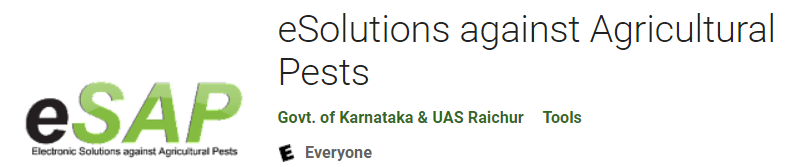 eSolutions against Agricultural
Pests
eSAP
Electronic Solutions against Agricultural Pests
Govt. of Karnataka & UAS Raichur Tools
E Everyone